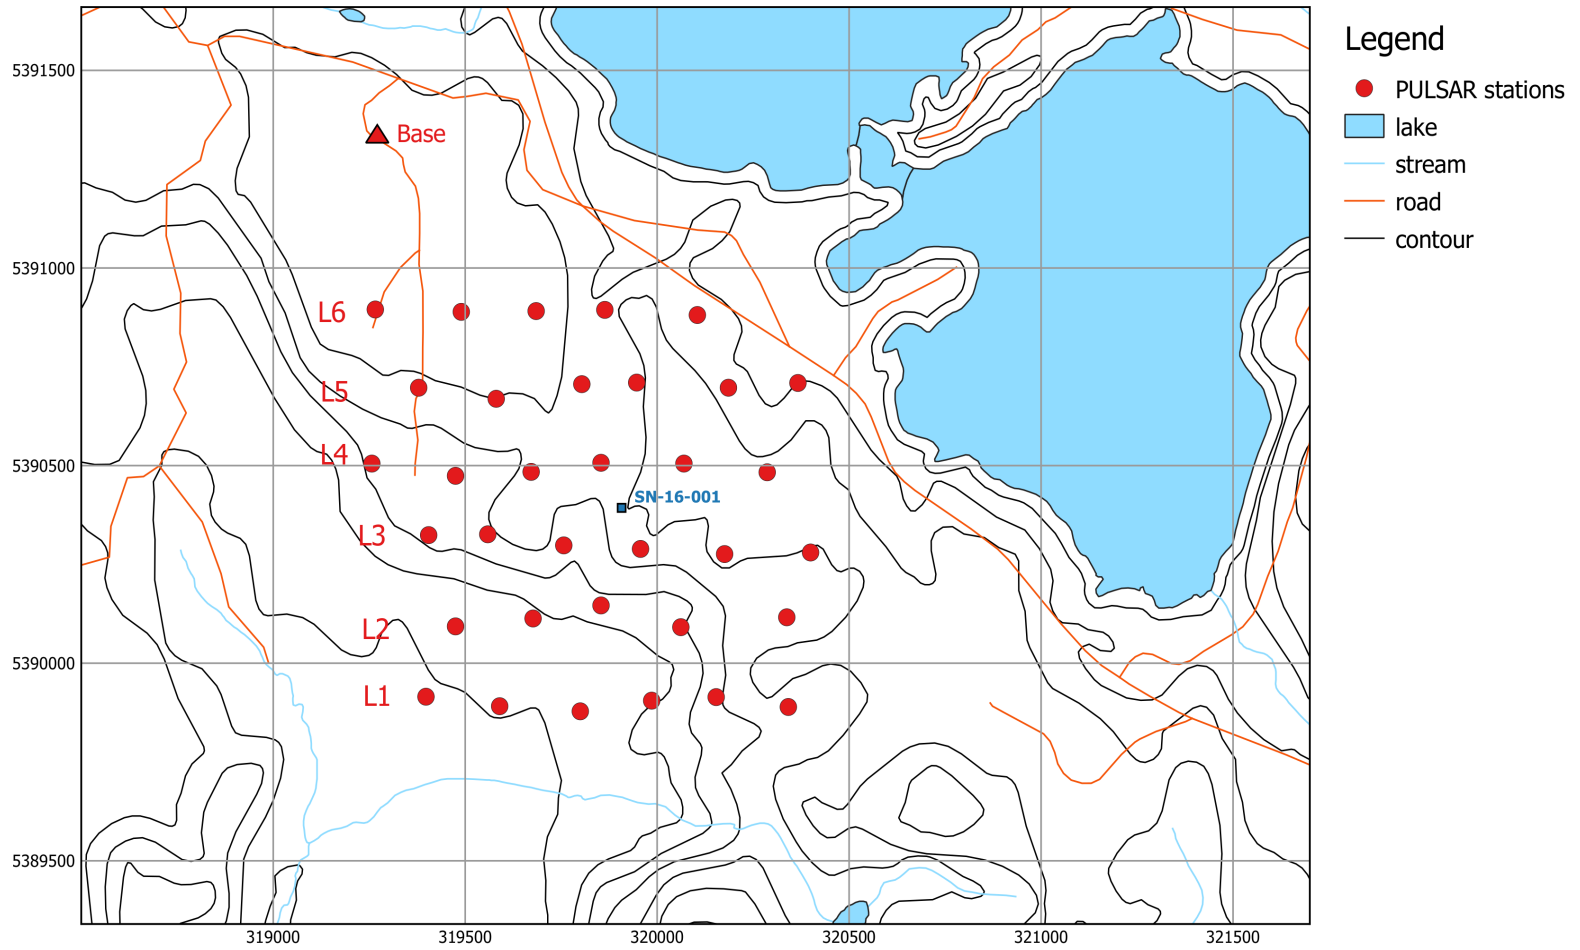 Legend
5391500
PULSAR stations
lake
Base
stream
road
contour
5391000
L6
L5
L4
5390500
SN-16-001
L3
L2
5390000
L1
5389500
319000
319500
320000
320500
321000
321500